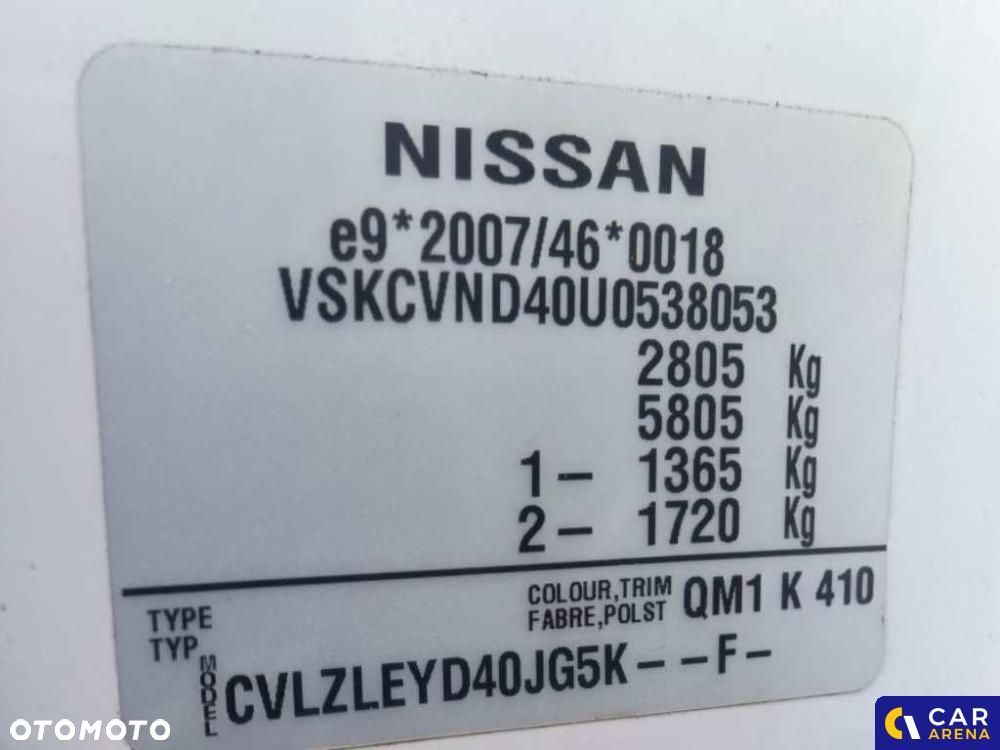 NISSAN
e9*2007/46*0018
VSKCVND40U0538053
2805 Kg
5805 Kg
1- 1365 Kg
2- 1720 Kg
TYPE
TYP
COLOUR,TRIM
FABRE,POLST
QM1 K 410
MODELL
CVLZLEYD40JG5K--F-
OTOMOTO
CAR
ARENA